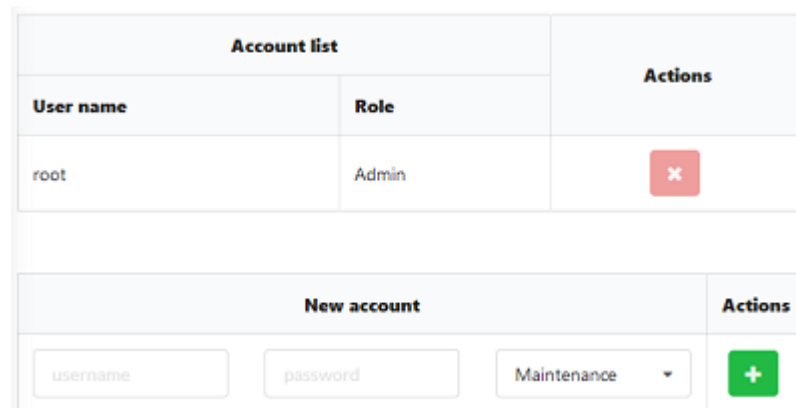 Account list
Actions
User name Role
root Admin
New account Actions
username password Maintenance